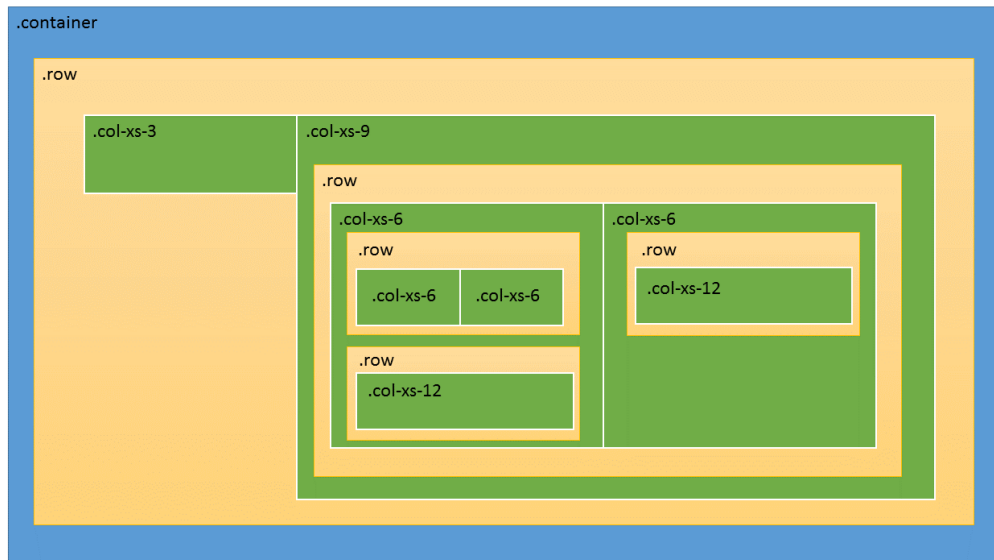 .container
.row
.col-xs-3
.col-xs-9
.row
.col-xs-6
.col-xs-6
.row
.row
.col-xs-6
.col-xs-6
.col-xs-12
.row
.col-xs-12